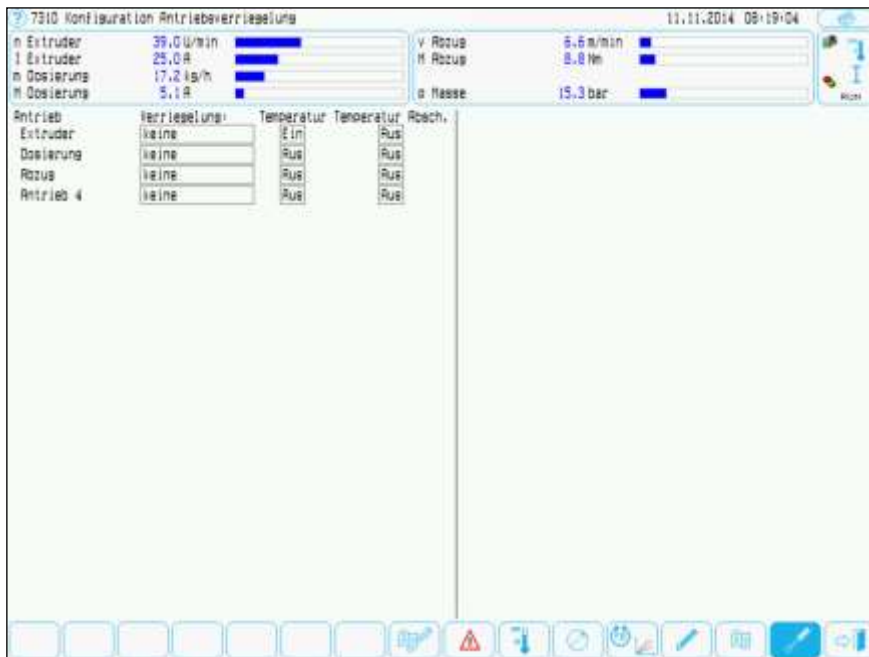 7310 Konfiguration Antriebsverriegelung 11.11.2014 08:19:04
n Extruder 39.0 U/min
I Extruder 25.0 A
m Dosierung 17.2 kg/h
M Dosierung 5.1 A
v Abzug 6.6 m/min
M Abzug 8.8 Nm
p Masse 15.3 bar
Antrieb Verriegelung: Temperatur Temperatur Absch.
Extruder keine Ein Aus
Dosierung keine Aus Aus
Abzug keine Aus Aus
Antrieb 4 keine Aus Aus